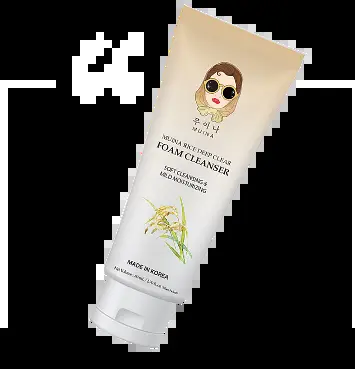 무이나
MUINA
MUINA RICE DEEP CLEAR
FOAM CLEANSER
SOFT CLEANSING &
MILD MOISTURIZING
MADE IN KOREA